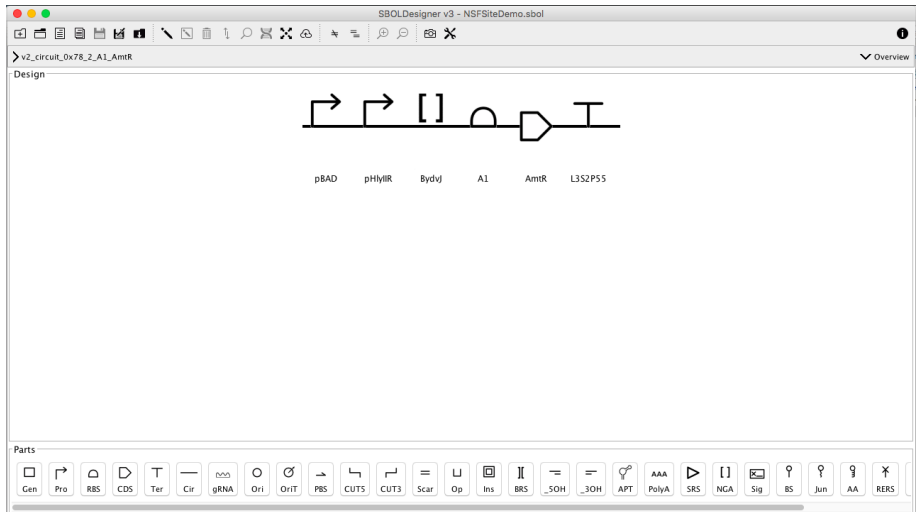 SBOLDesigner v3 - NSFSiteDemo.sbol
v2_circuit_0x78_2_A1_AmtR Overview
Design
pBAD pHlyIIR BydvJ A1 AmtR L3S2P55
Parts
Gen Pro RBS CDS Ter Cir gRNA Ori OriT PBS CUT5 CUT3 Scar Op Ins BRS _5OH _3OH APT PolyA SRS NGA Sig BS Jun AA RERS